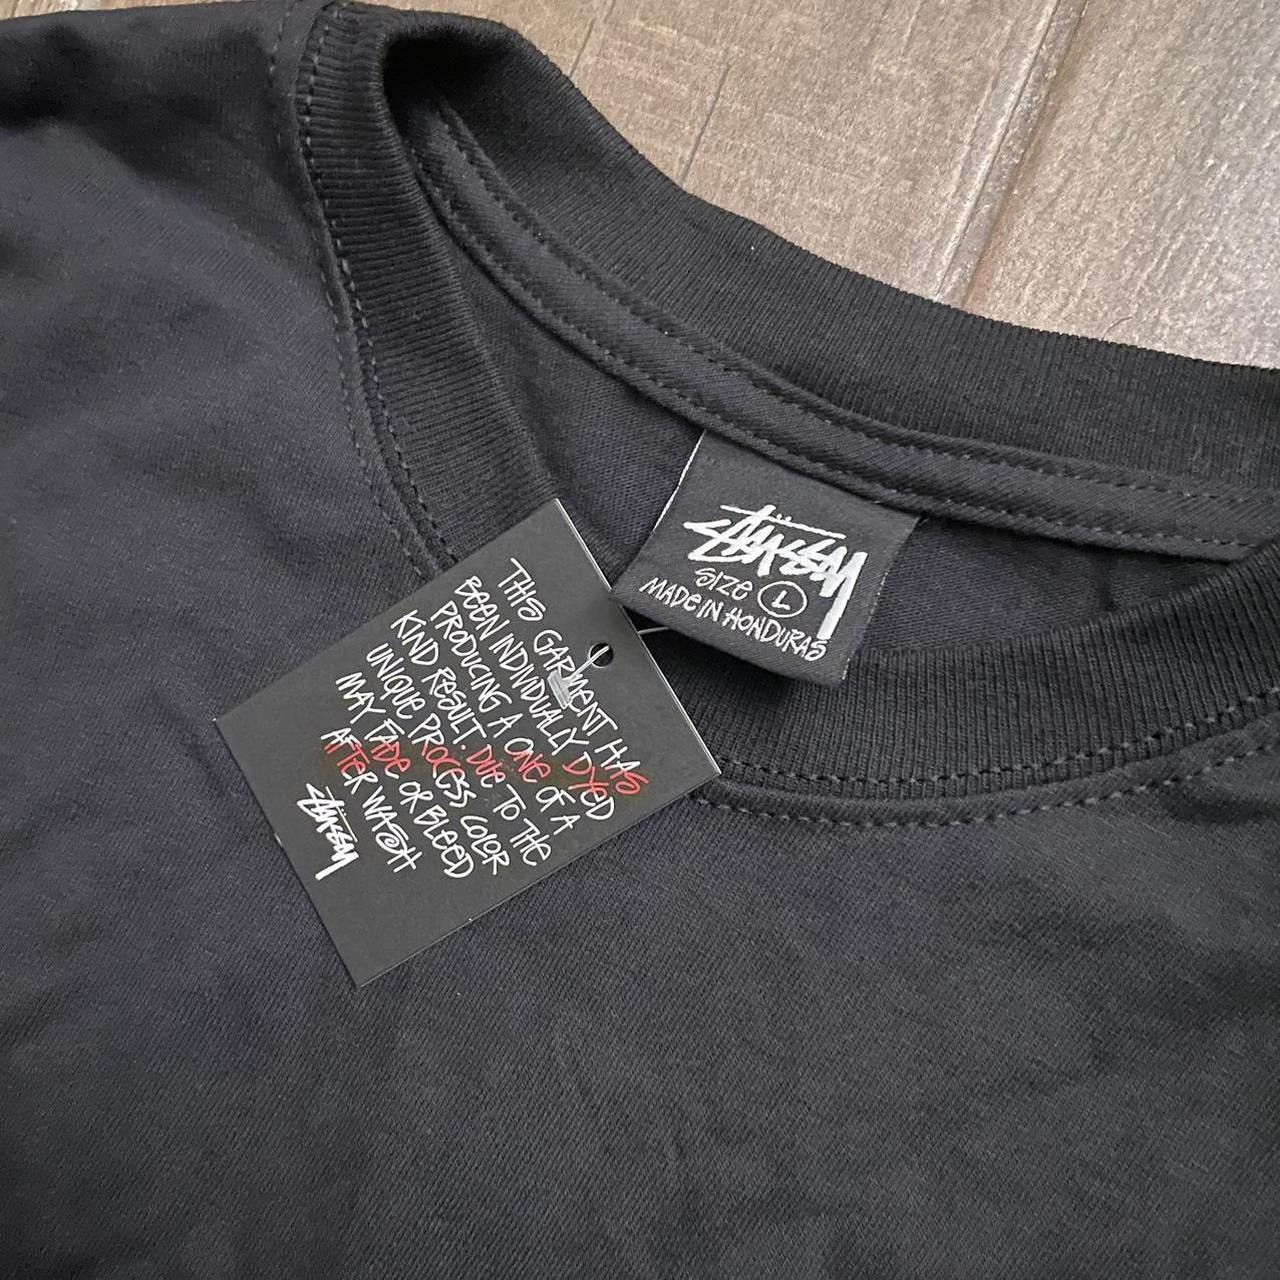 STÜSSY
SIZE L
MADE IN HONDURAS
THIS GARMENT HAS
BEEN INDIVIDUALLY DYED
PRODUCING A ONE OF A
KIND RESULT. DUE TO THE
UNIQUE PROCESS COLOR
MAY FADE OR BLEED
AFTER WASH
STÜSSY